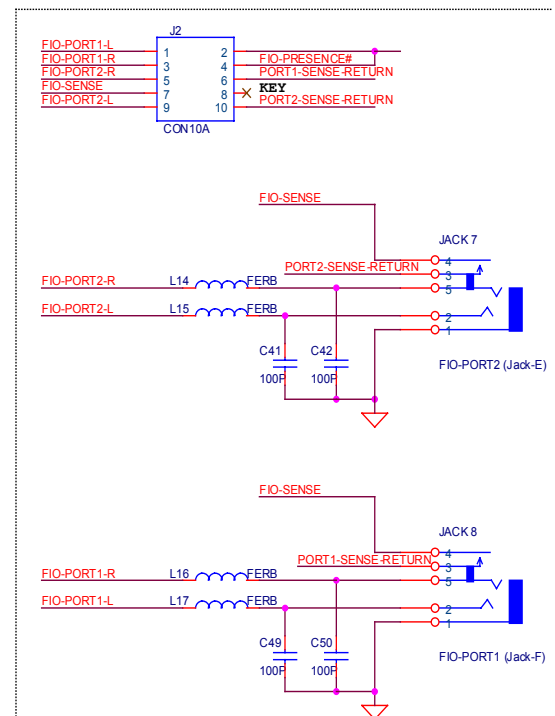 J2
FIO-PORT1-L 1 2
FIO-PORT1-R 3 4 FIO-PRESENCE#
FIO-PORT2-R 5 6 PORT1-SENSE-RETURN
FIO-SENSE 7 8 KEY
FIO-PORT2-L 9 10 PORT2-SENSE-RETURN
CON10A
FIO-SENSE
JACK 7
4
PORT2-SENSE-RETURN 3
FIO-PORT2-R L14 FERB 5
FIO-PORT2-L L15 FERB 2
1
C41 C42
100P 100P
FIO-PORT2 (Jack-E)
FIO-SENSE
JACK 8
4
PORT1-SENSE-RETURN 3
FIO-PORT1-R L16 FERB 5
FIO-PORT1-L L17 FERB 2
1
C49 C50
100P 100P
FIO-PORT1 (Jack-F)